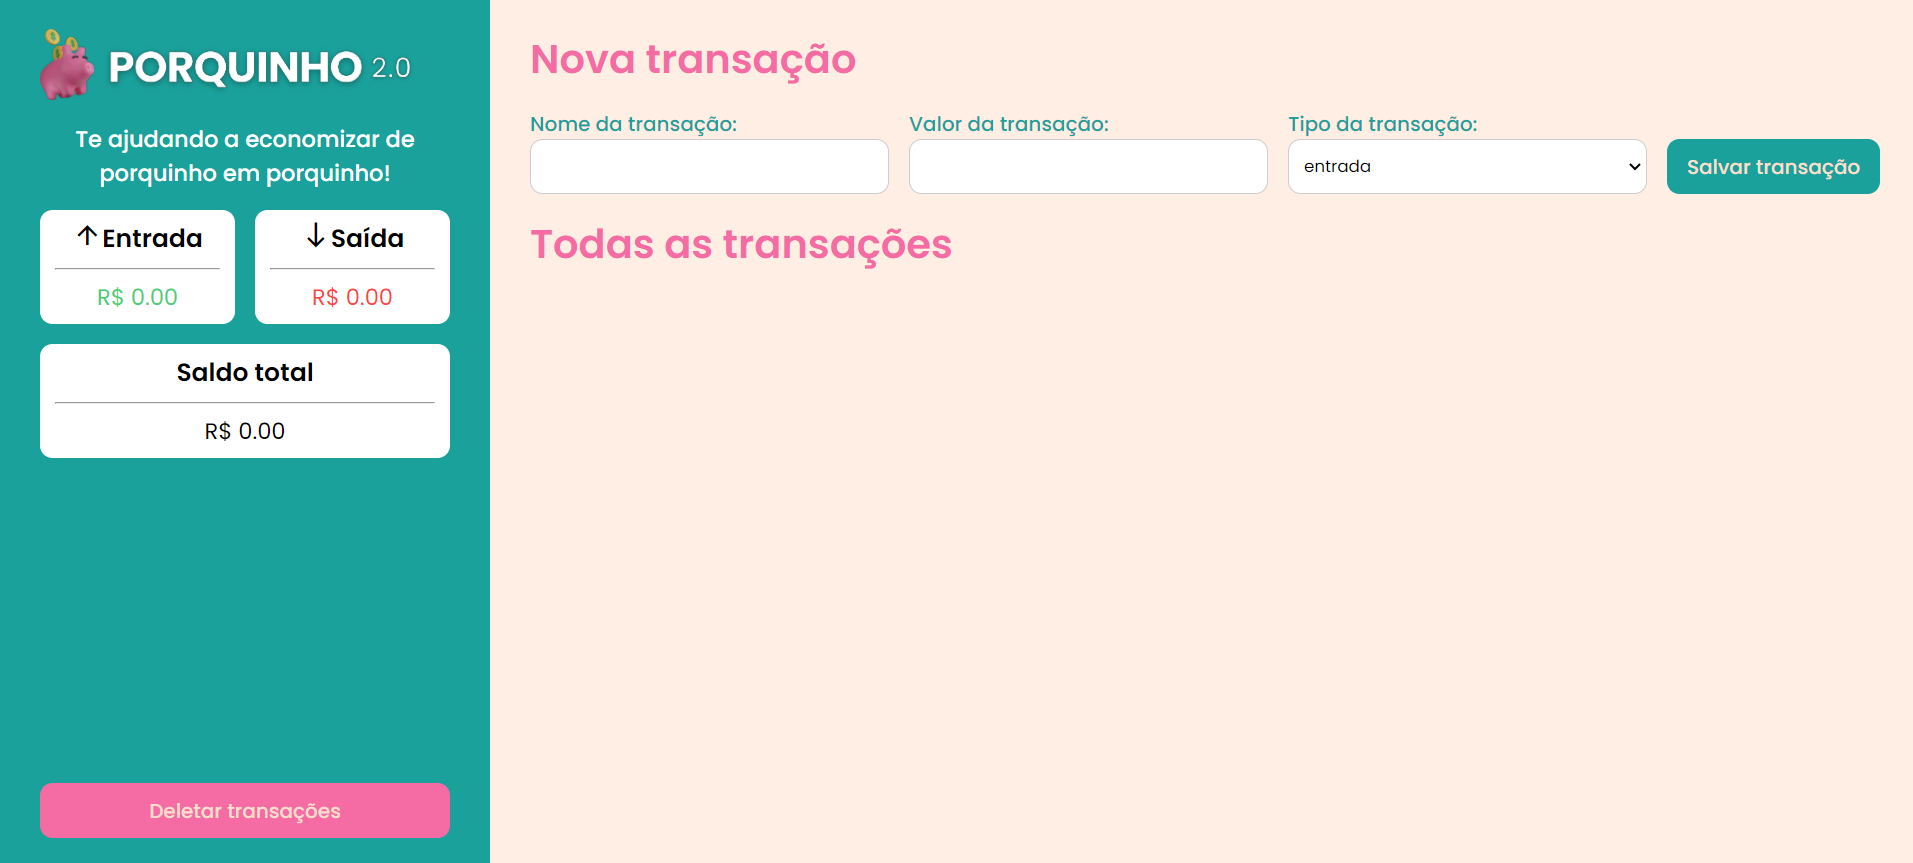 PORQUINHO 2.0
Te ajudando a economizar de
porquinho em porquinho!
Entrada
R$ 0.00
Saída
R$ 0.00
Saldo total
R$ 0.00
Deletar transações
Nova transação
Nome da transação:
Valor da transação:
Tipo da transação:
entrada
Salvar transação
Todas as transações